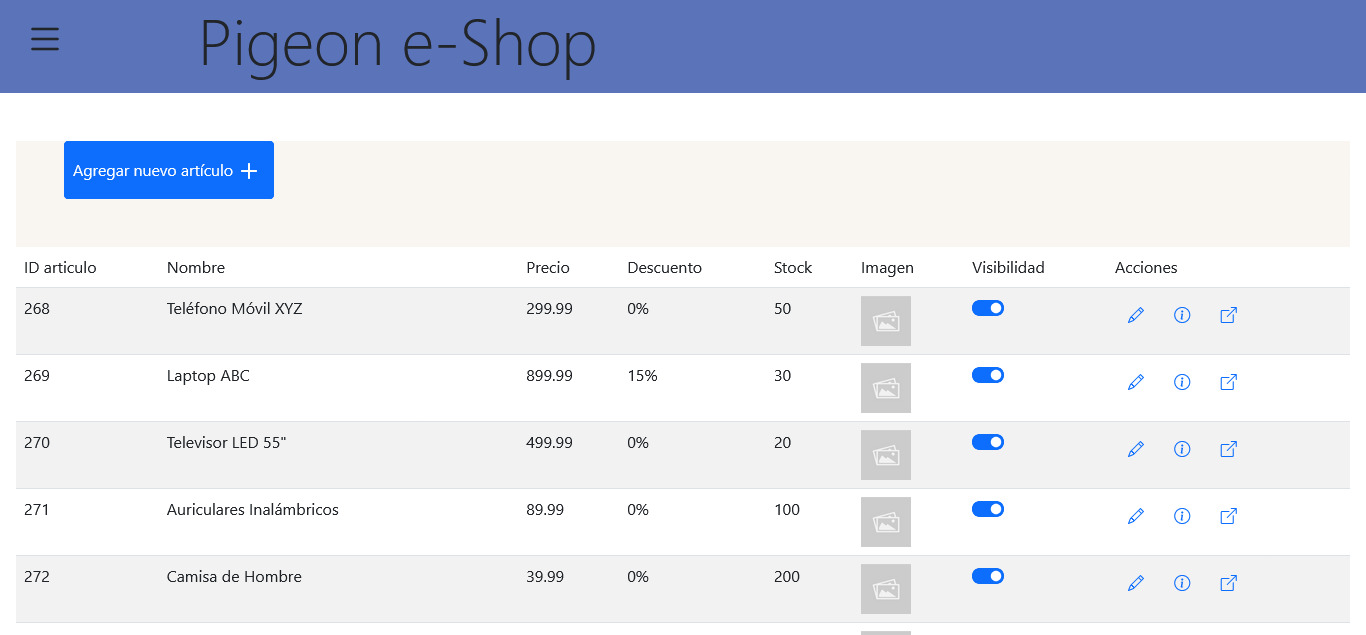 Pigeon e-Shop
Agregar nuevo artículo
ID articulo Nombre Precio Descuento Stock Imagen Visibilidad Acciones
268 Teléfono Móvil XYZ 299.99 0% 50
269 Laptop ABC 899.99 15% 30
270 Televisor LED 55" 499.99 0% 20
271 Auriculares Inalámbricos 89.99 0% 100
272 Camisa de Hombre 39.99 0% 200